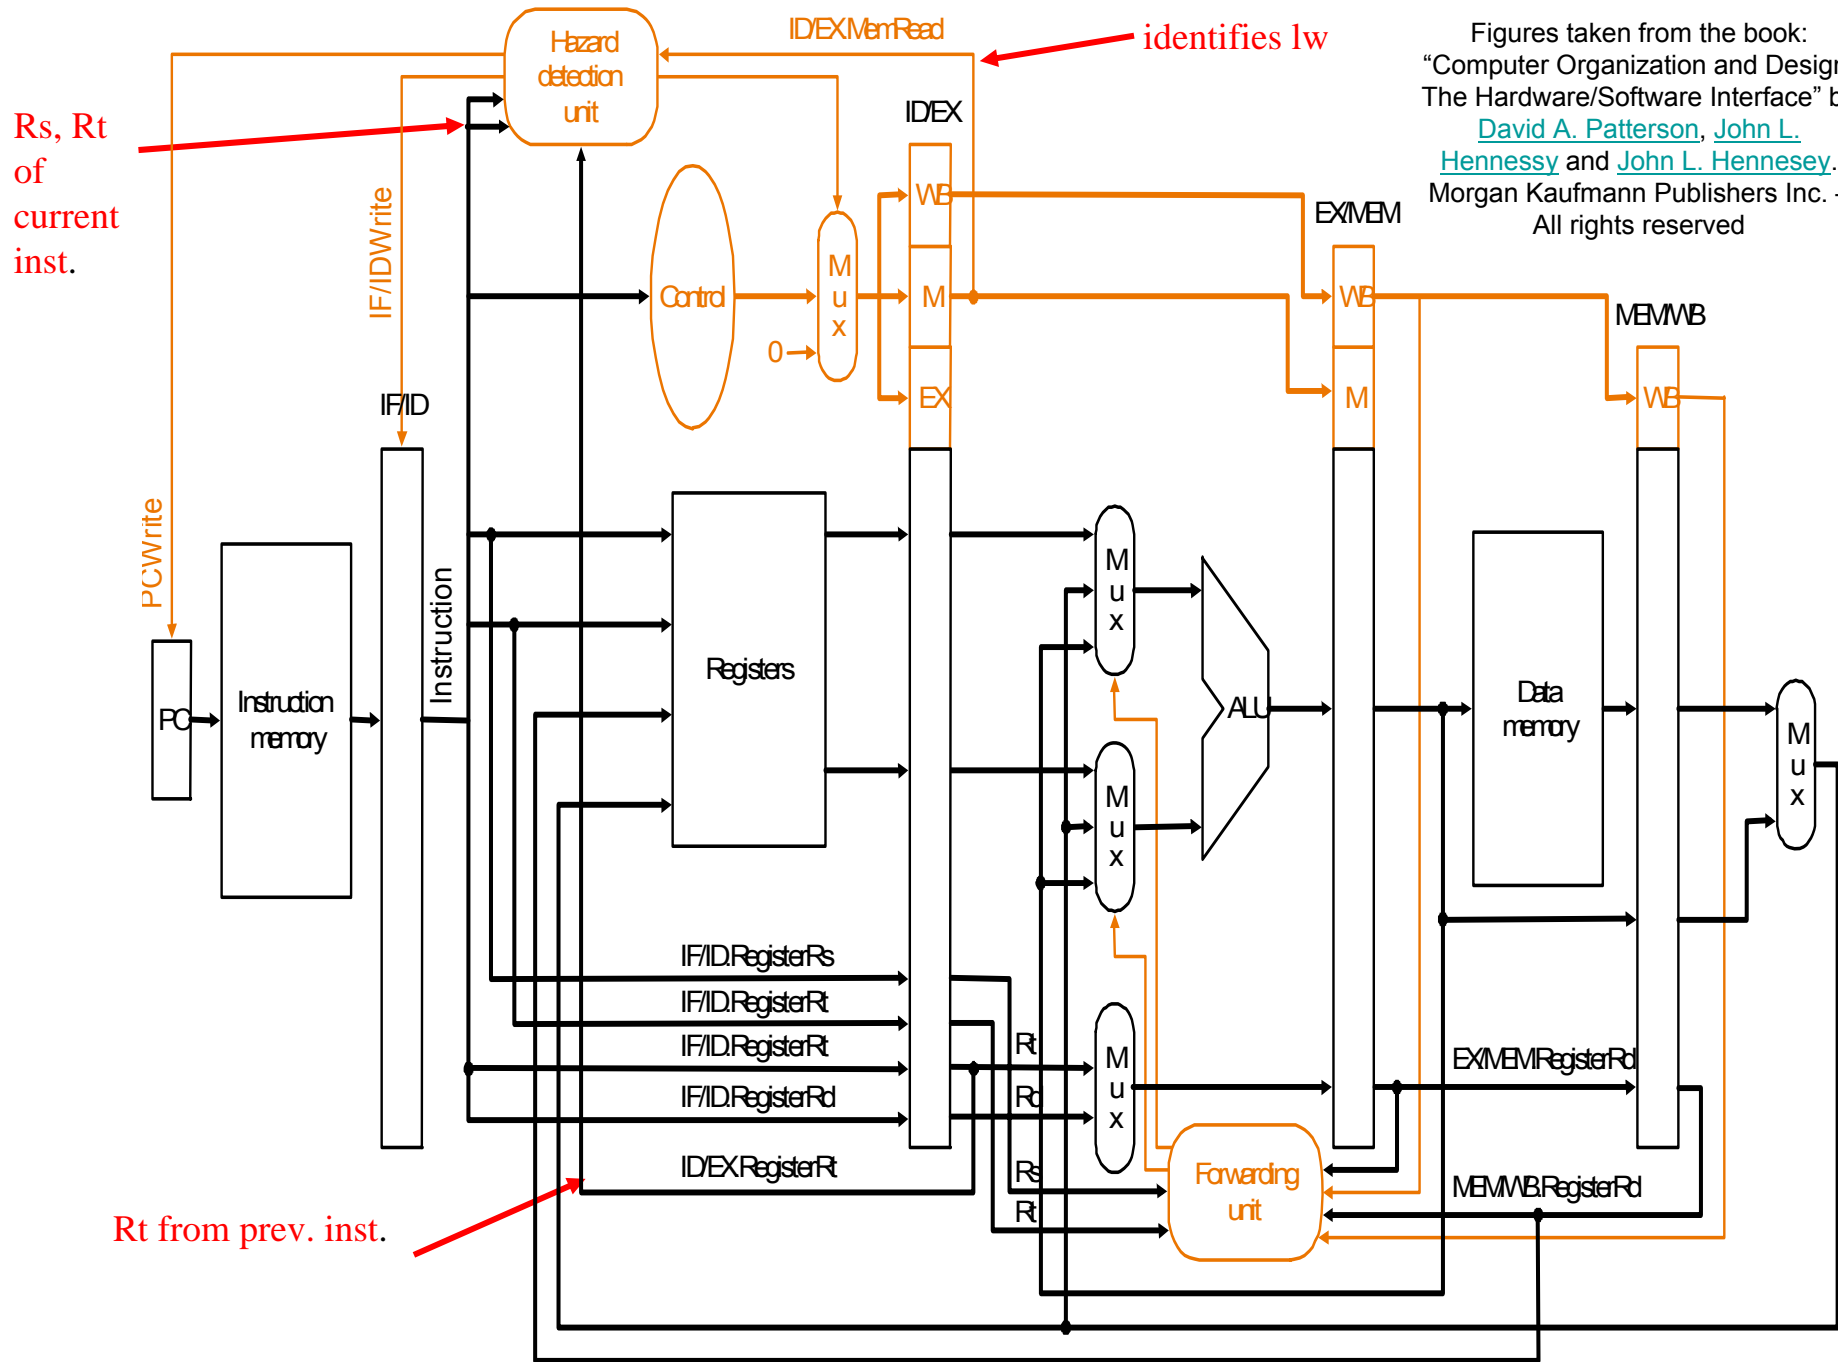 Hazard
detection
unit
ID/EX.MemRead
identifies lw
Figures taken from the book:
“Computer Organization and Design
The Hardware/Software Interface” b
David A. Patterson, John L.
Hennessy and John L. Hennesey.
Morgan Kaufmann Publishers Inc. -
All rights reserved
Rs, Rt
of
current
inst.
IF/IDWrite
PCWrite
ID/EX
WB
M
EX
Control
0
M
u
x
EX/MEM
WB
M
MEM/WB
WB
IF/ID
PC
Instruction
memory
Instruction
Registers
M
u
x
M
u
x
ALU
Data
memory
M
u
x
IF/ID.RegisterRs
IF/ID.RegisterRt
IF/ID.RegisterRt
IF/ID.RegisterRd
ID/EX.RegisterRt
Rt
Rd
M
u
x
Rs
Rt
Forwarding
unit
EX/MEM.RegisterRd
MEM/WB.RegisterRd
Rt from prev. inst.